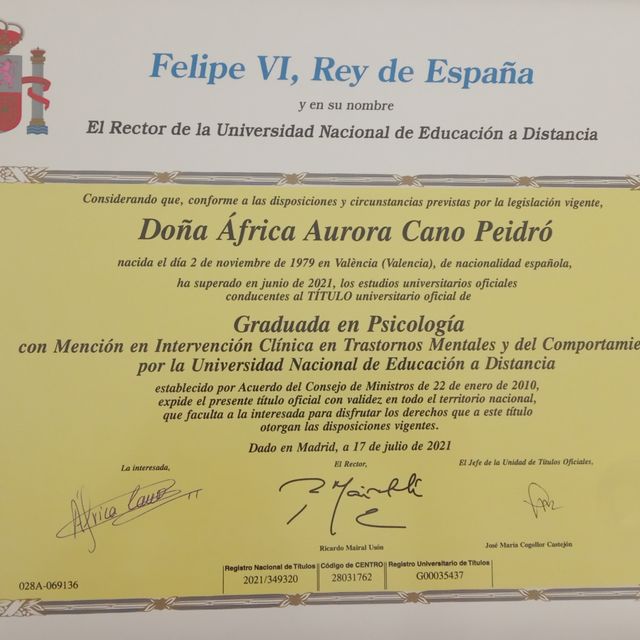 Felipe VI, Rey de España
y en su nombre
El Rector de la Universidad Nacional de Educación a Distancia
Considerando que, conforme a las disposiciones y circunstancias previstas por la legislación vigente,
Doña África Aurora Cano Peidró
nacida el día 2 de noviembre de 1979 en València (Valencia), de nacionalidad española,
ha superado en junio de 2021, los estudios universitarios oficiales
conducentes al TÍTULO universitario oficial de
Graduada en Psicología
con Mención en Intervención Clínica en Trastornos Mentales y del Comportamie
por la Universidad Nacional de Educación a Distancia
establecido por Acuerdo del Consejo de Ministros de 22 de enero de 2010,
expide el presente título oficial con validez en todo el territorio nacional,
que faculta a la interesada para disfrutar los derechos que a este título
otorgan las disposiciones vigentes.
Dado en Madrid, a 17 de julio de 2021
La interesada, El Rector, El Jefe de la Unidad de Títulos Oficiales,
África Cano
Ricardo Mairal Usón José María Cogollor Castejón
Registro Nacional de Títulos Código de CENTRO Registro Universitario de Títulos
028A-069136 2021/349320 28031762 G00035437